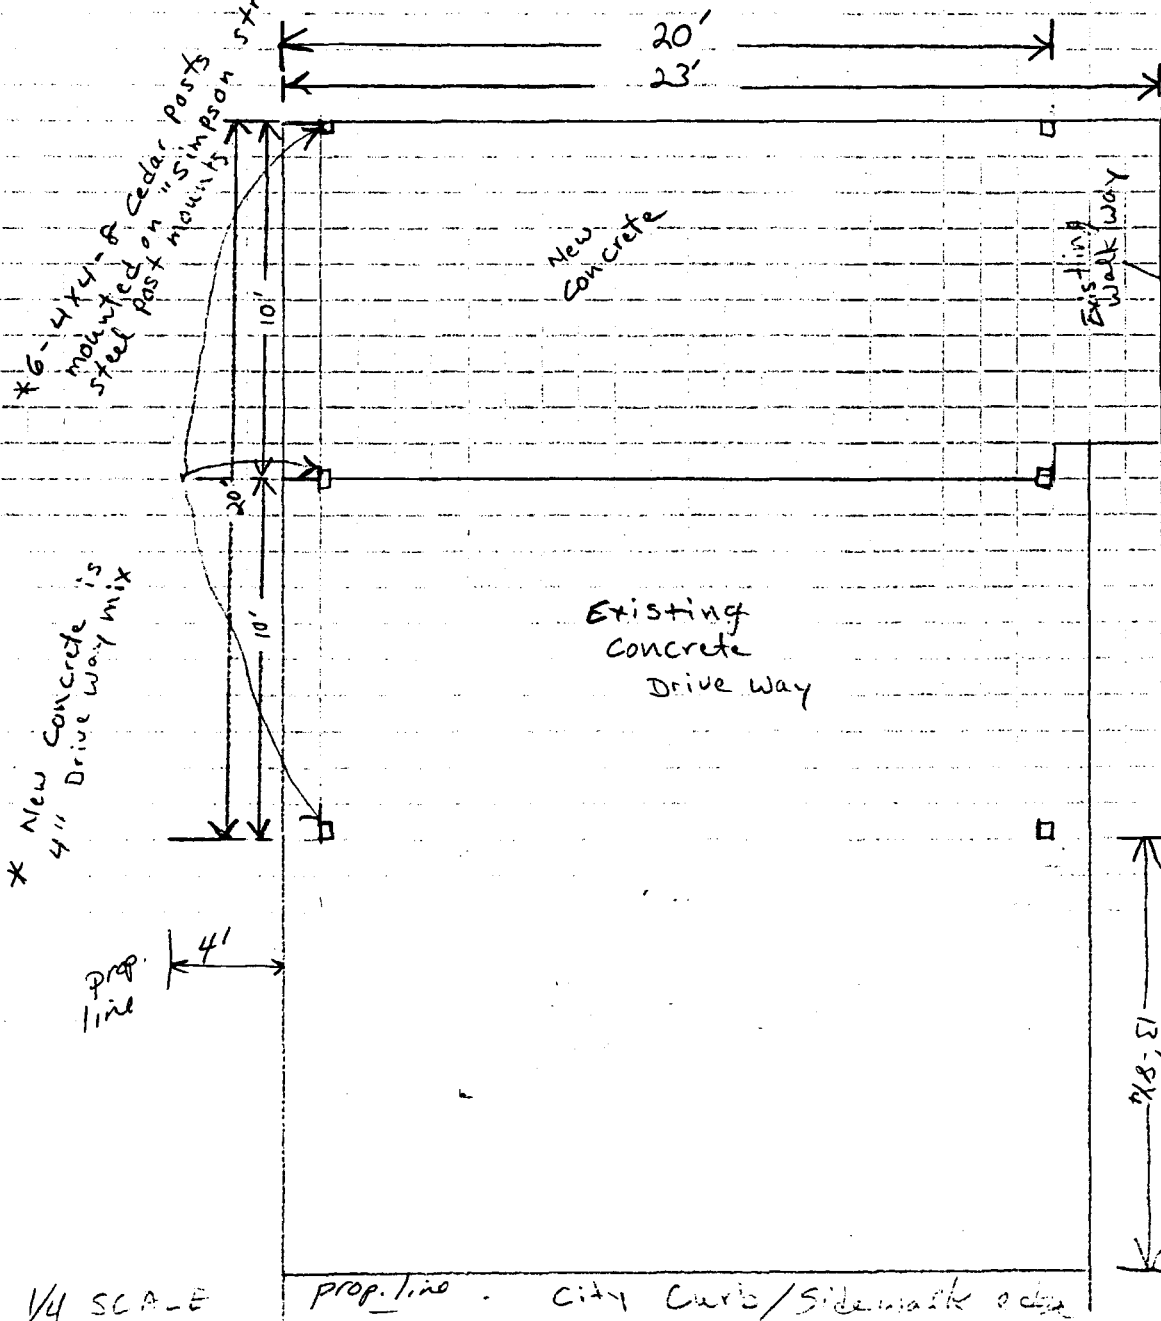 20'
23'
*6-4x4-8 Cedar posts
mounted on "Simpson
steel post mounts
New
Concrete
Existing
Walk way
10'
20'
10'
* New Concrete is
4" Drive way mix
Existing
Concrete
Drive way
4'
prop.
line
1/4 SCALE
prop. line
City Curb/Sidewalk